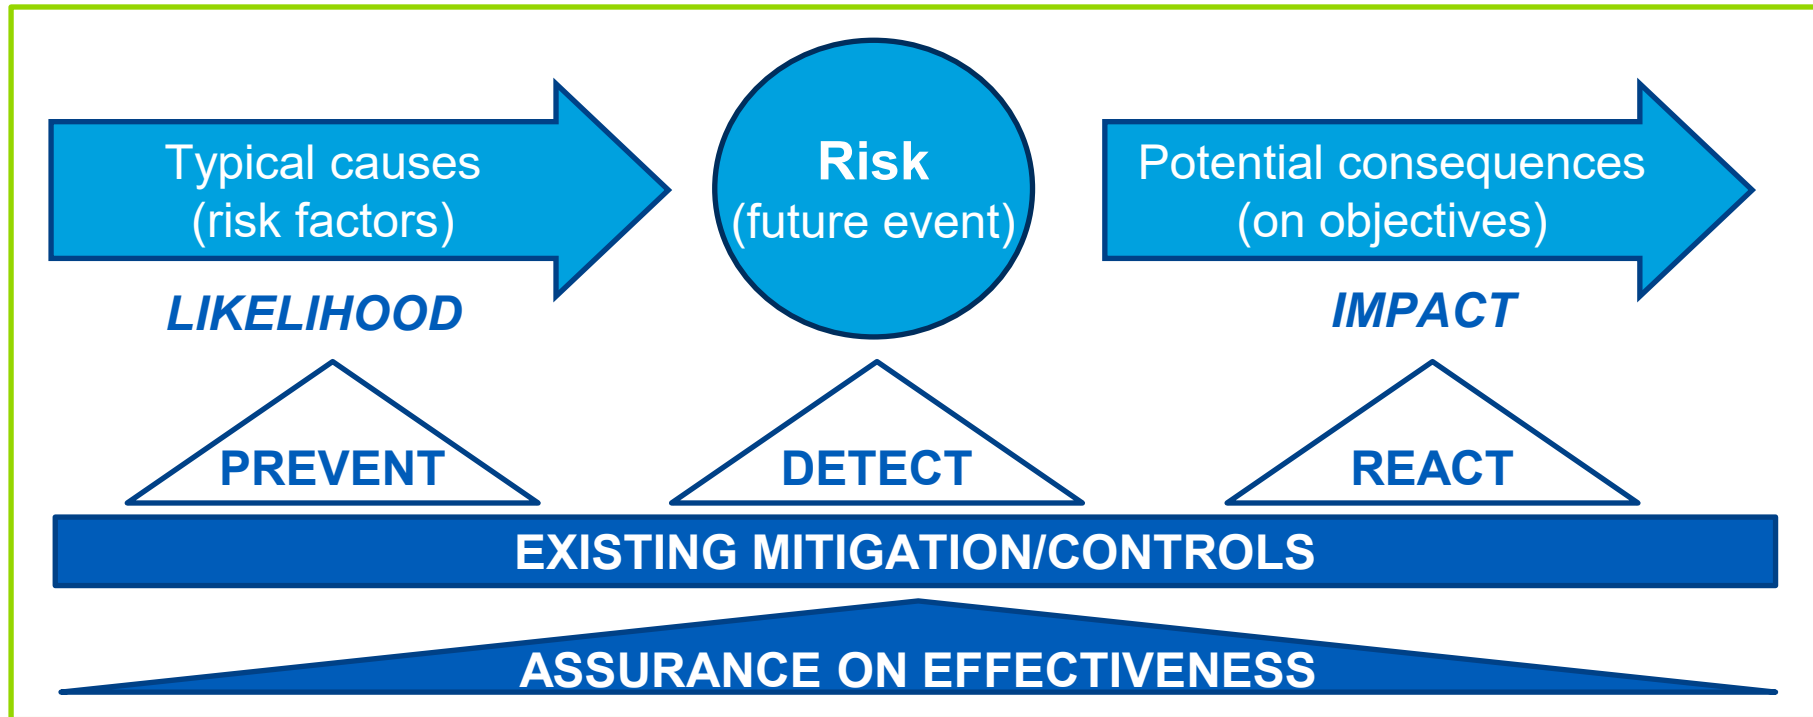 Typical causes
(risk factors)
Risk
(future event)
Potential consequences
(on objectives)
LIKELIHOOD
IMPACT
PREVENT
DETECT
REACT
EXISTING MITIGATION/CONTROLS
ASSURANCE ON EFFECTIVENESS